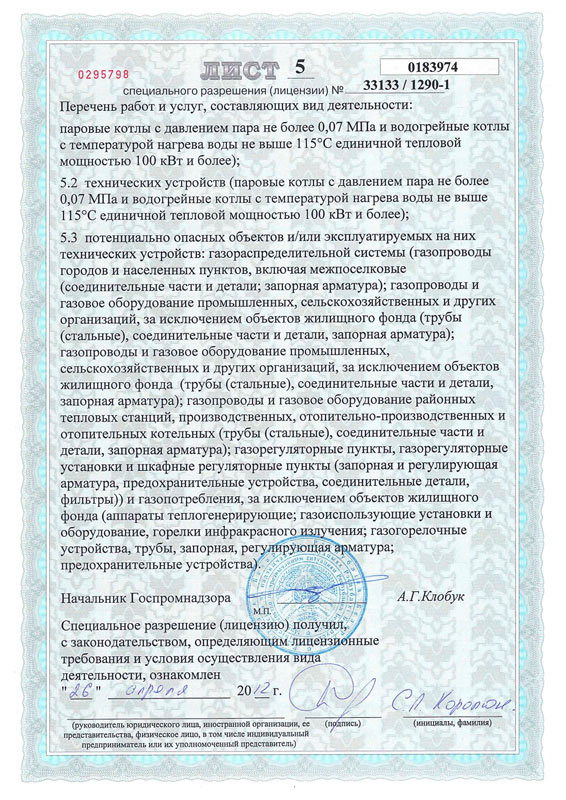 0295798
ЛИСТ 5
0183974
специального разрешения (лицензии) № 33133 / 1290-1
Перечень работ и услуг, составляющих вид деятельности:
паровые котлы с давлением пара не более 0,07 МПа и водогрейные котлы
с температурой нагрева воды не выше 115°С единичной тепловой
мощностью 100 кВт и более);
5.2 технических устройств (паровые котлы с давлением пара не более
0,07 МПа и водогрейные котлы с температурой нагрева воды не выше
115°С единичной тепловой мощностью 100 кВт и более);
5.3 потенциально опасных объектов и/или эксплуатируемых на них
технических устройств: газораспределительной системы (газопроводы
городов и населенных пунктов, включая межпоселковые
(соединительные части и детали; запорная арматура); газопроводы и
газовое оборудование промышленных, сельскохозяйственных и других
организаций, за исключением объектов жилищного фонда (трубы
(стальные), соединительные части и детали, запорная арматура);
газопроводы и газовое оборудование промышленных,
сельскохозяйственных и других организаций, за исключением объектов
жилищного фонда (трубы (стальные), соединительные части и детали,
запорная арматура); газопроводы и газовое оборудование районных
тепловых станций, производственных, отопительно-производственных и
отопительных котельных (трубы (стальные), соединительные части и
детали, запорная арматура); газорегуляторные пункты, газорегуляторные
установки и шкафные регуляторные пункты (запорная и регулирующая
арматура, предохранительные устройства, соединительные детали,
фильтры)) и газопотребления, за исключением объектов жилищного
фонда (аппараты теплогенерирующие; газоиспользующие установки и
оборудование, горелки инфракрасного излучения; газогорелочные
устройства, трубы, запорная, регулирующая арматура;
предохранительные устройства).
Начальник Госпромнадзора А.Г.Клобук
М.П.
Специальное разрешение (лицензию) получил,
с законодательством, определяющим лицензионные
требования и условия осуществления вида
деятельности, ознакомлен
"26" апреля 2012 г.
(руководитель юридического лица, иностранной организации, ее (подпись) (инициалы, фамилия)
представительства, физическое лицо, в том числе индивидуальный
предприниматель или их уполномоченный представитель)